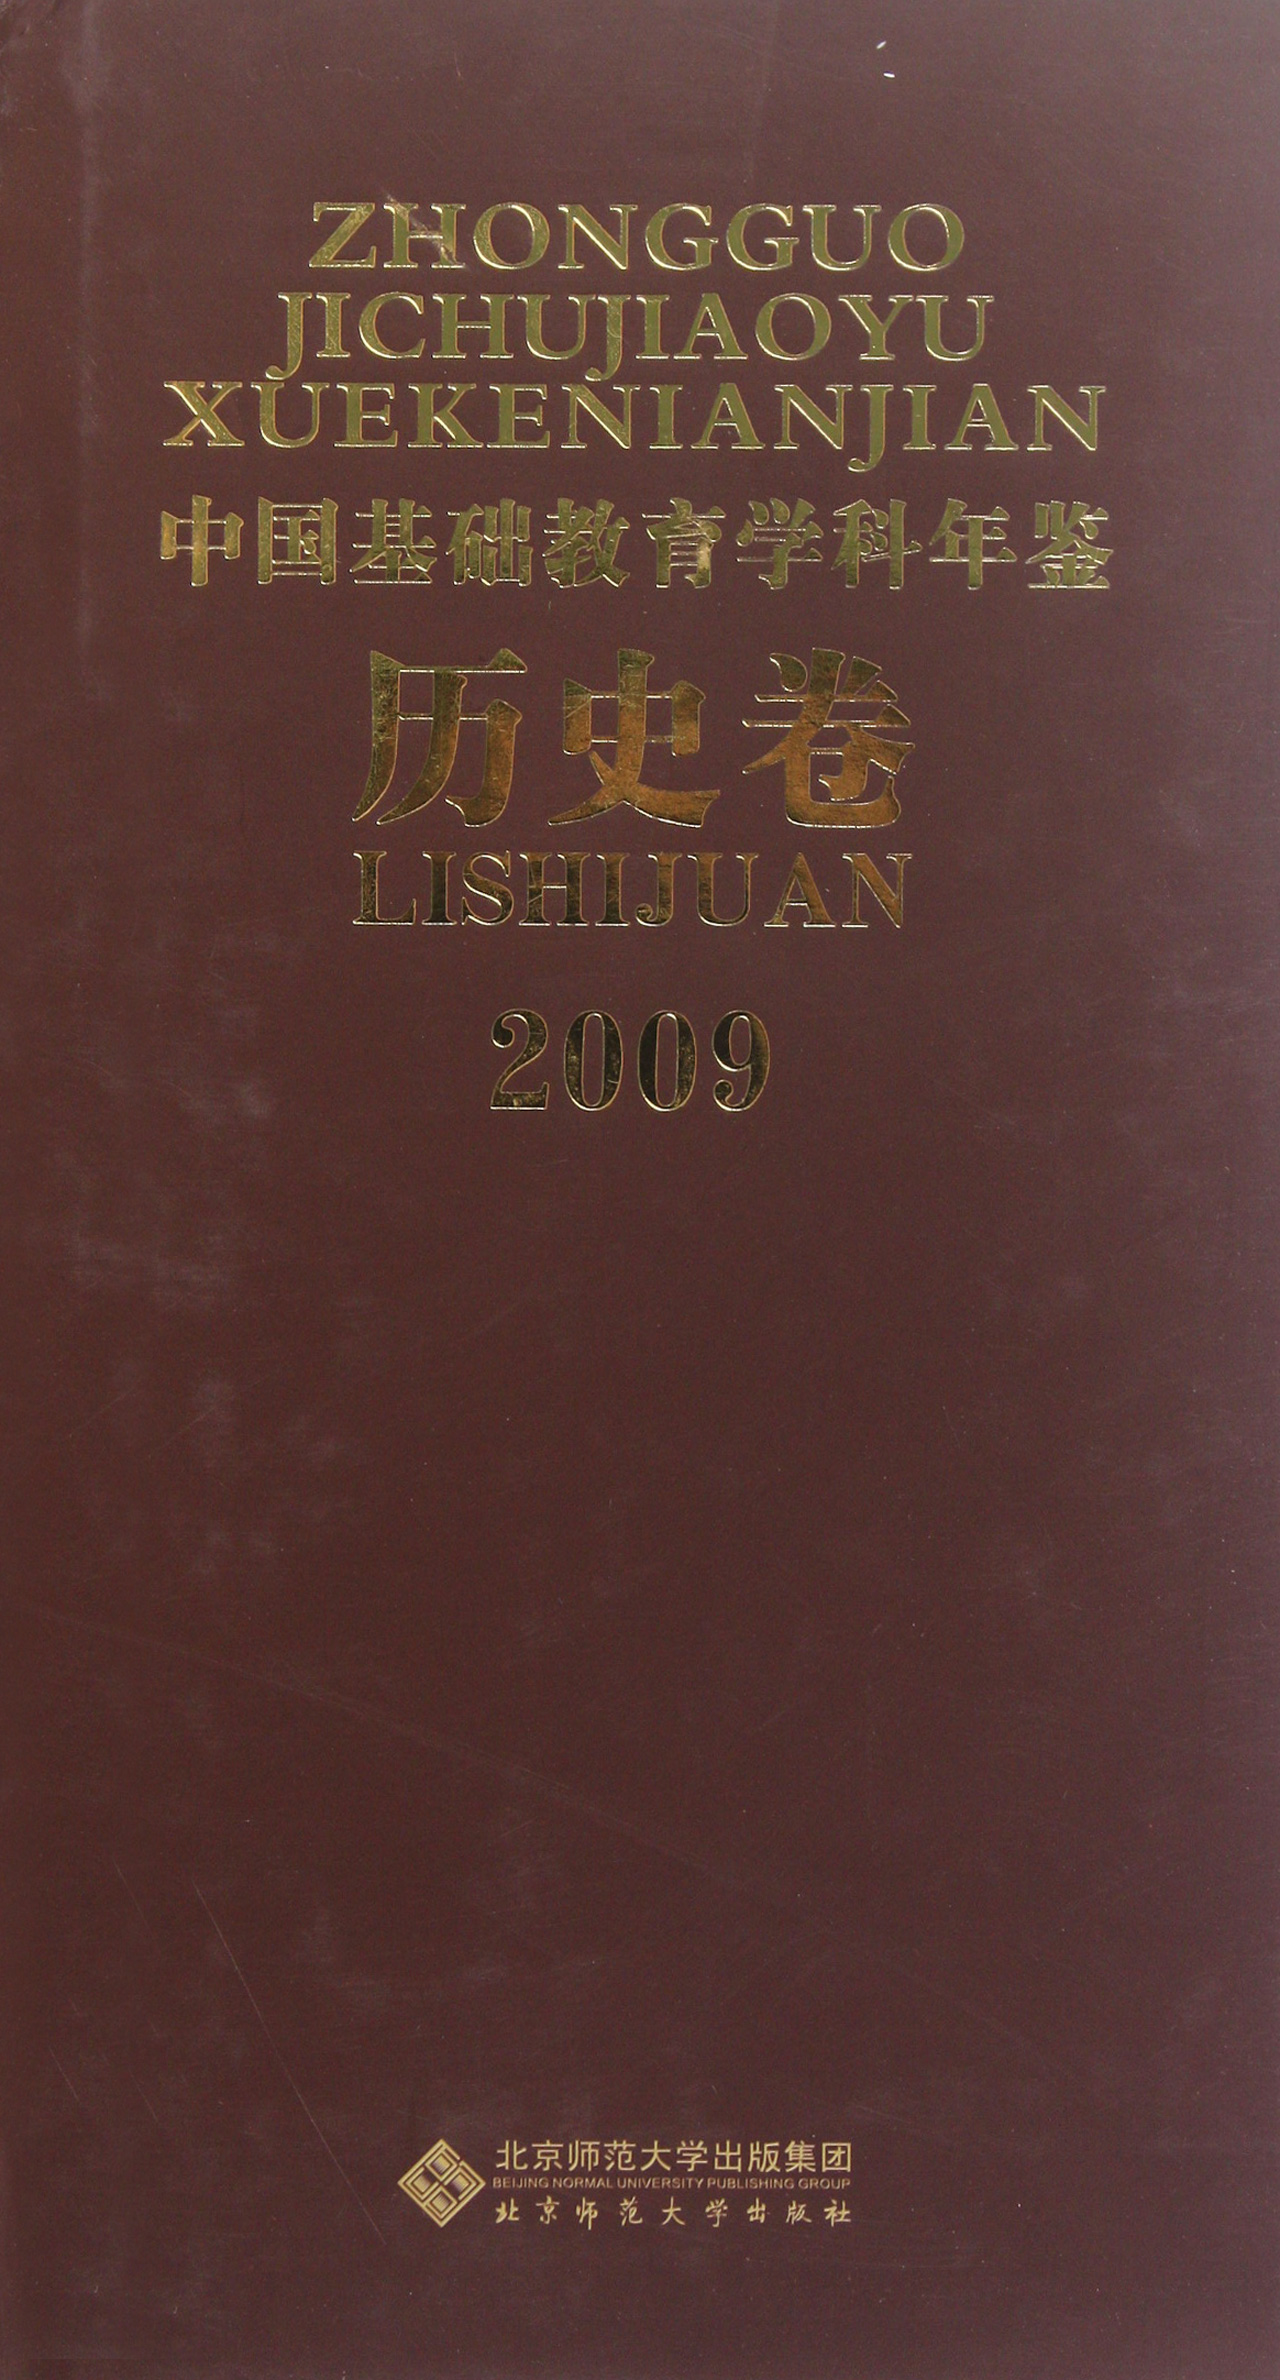 ZHONGGUO
JICHUJIAOYU
XUEKENIANJIAN
中国基础教育学科年鉴
历史卷
LISHIJUAN
2009
北京师范大学出版集团
BEIJING NORMAL UNIVERSITY PUBLISHING GROUP
北京师范大学出版社